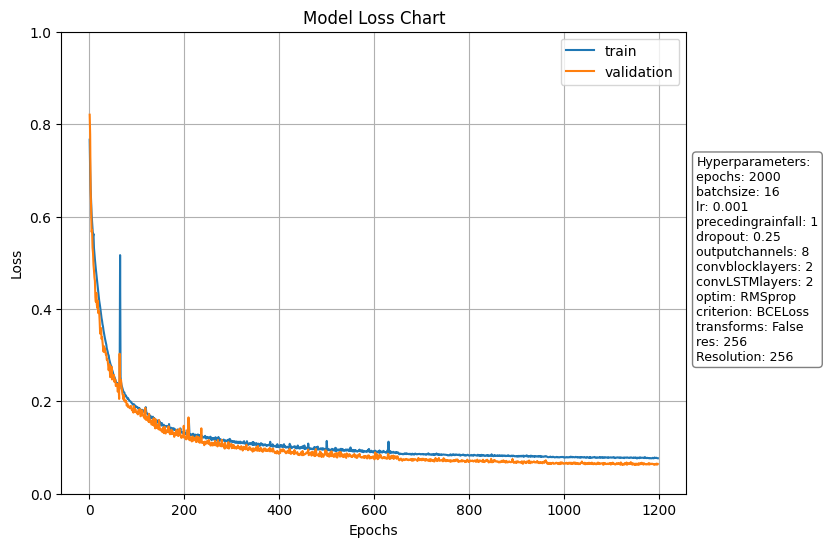 Model Loss Chart
1.0
0.8
0.6
0.4
0.2
0.0
Loss
0
200
400
600
800
1000
1200
Epochs
train
validation
Hyperparameters:
epochs: 2000
batchsize: 16
lr: 0.001
precedingrainfall: 1
dropout: 0.25
outputchannels: 8
convblocklayers: 2
convLSTMlayers: 2
optim: RMSprop
criterion: BCELoss
transforms: False
res: 256
Resolution: 256